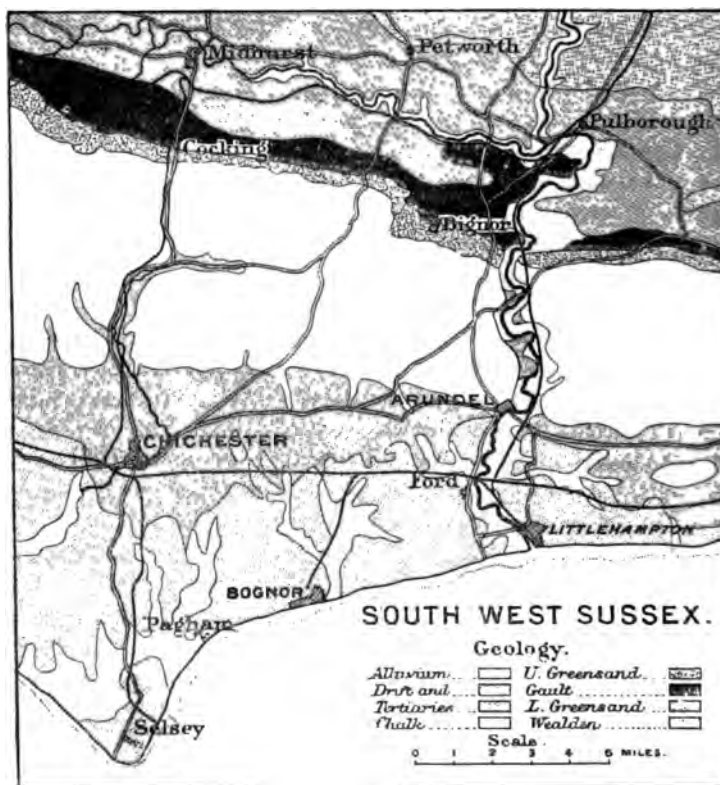 Midhurst
Petworth
Pulborough
Cocking
Bignor
ARUNDEL
CHICHESTER
Ford
LITTLEHAMPTON
BOGNOR
Pagham
Selsey
SOUTH WEST SUSSEX.
Geology.
Alluvium
U. Greensand
Drift and
Gault
Tertiaries
L. Greensand
Chalk
Wealden
Scale.
0 1 2 3 4 5 MILES.